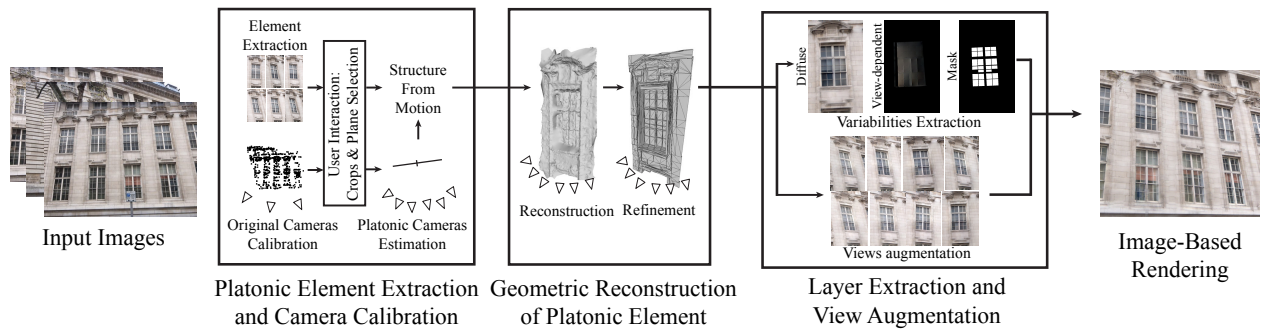 Input Images
Element
Extraction
User Interaction:
Crops & Plane Selection
Structure
From
Motion
Original Cameras
Calibration
Platonic Cameras
Estimation
Platonic Element Extraction
and Camera Calibration
Reconstruction
Refinement
Geometric Reconstruction
of Platonic Element
Diffuse
View-dependent
Mask
Variabilities Extraction
Views augmentation
Layer Extraction and
View Augmentation
Image-Based
Rendering